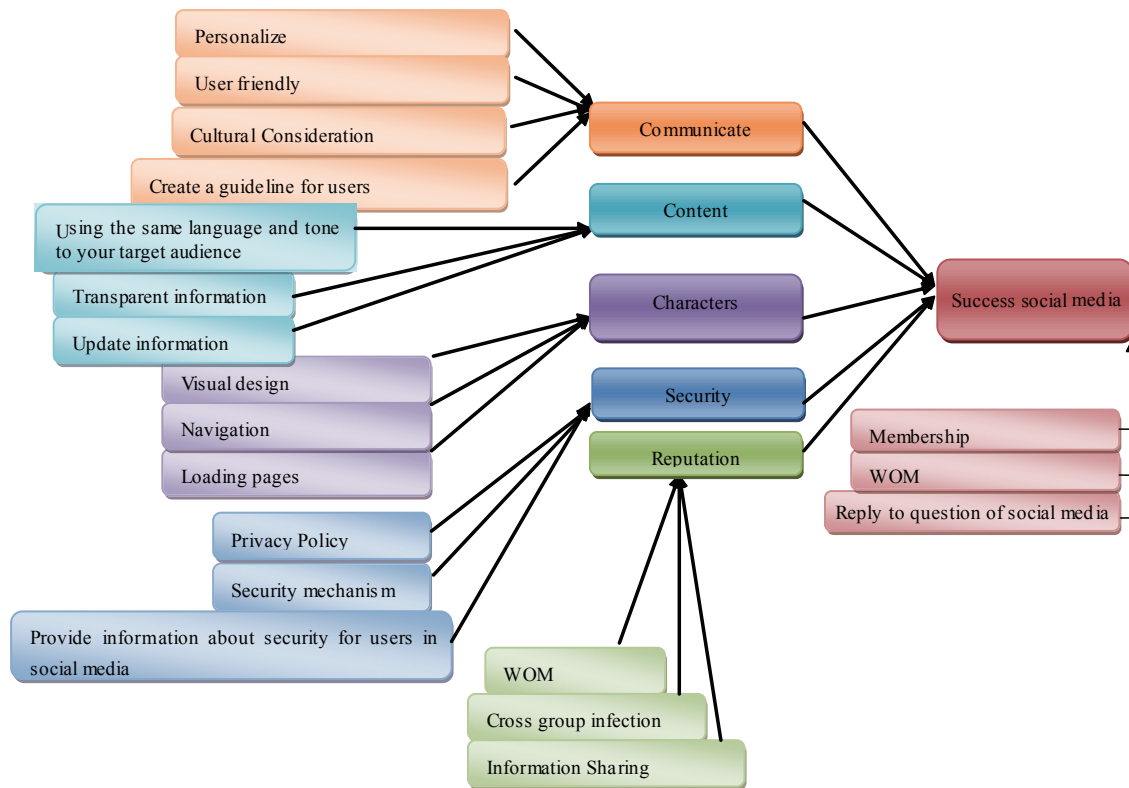 Personalize
User friendly
Cultural Consideration
Create a guideline for users
Using the same language and tone
to your target audience
Transparent information
Update information
Visual design
Navigation
Loading pages
Privacy Policy
Security mechanism
Provide information about security for users in
social media
Communicate
Content
Characters
Security
Reputation
WOM
Cross group infection
Information Sharing
Success social media
Membership
WOM
Reply to question of social media